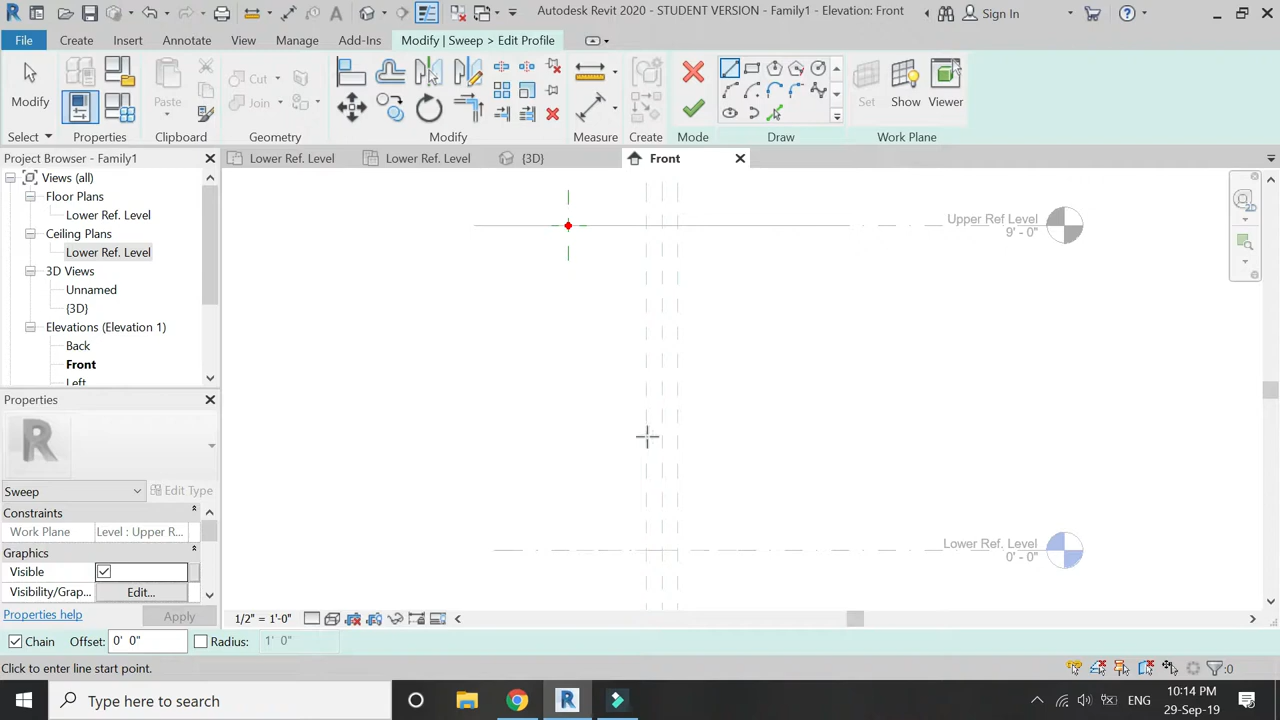 Autodesk Revit 2020 - STUDENT VERSION - Family1 - Elevation: Front
Sign In
File
Create
Insert
Annotate
View
Manage
Add-Ins
Modify | Sweep > Edit Profile
Modify
Paste
Cut
Join
Set
Show
Viewer
Select
Properties
Clipboard
Geometry
Modify
Measure
Create
Mode
Draw
Work Plane
Project Browser - Family1
Lower Ref. Level
Lower Ref. Level
{3D}
Front
Views (all)
Floor Plans
Lower Ref. Level
Ceiling Plans
Lower Ref. Level
3D Views
Unnamed
{3D}
Elevations (Elevation 1)
Back
Front
Left
Upper Ref Level
9' - 0"
Lower Ref. Level
0' - 0"
Properties
R
Sweep
Edit Type
Constraints
Work Plane
Level : Upper R...
Graphics
Visible
Visibility/Grap...
Edit...
Properties help
Apply
1/2" = 1'-0"
Chain
Offset:
0' 0"
Radius:
1' 0"
Click to enter line start point.
:0
Type here to search
ENG
10:14 PM
29-Sep-19